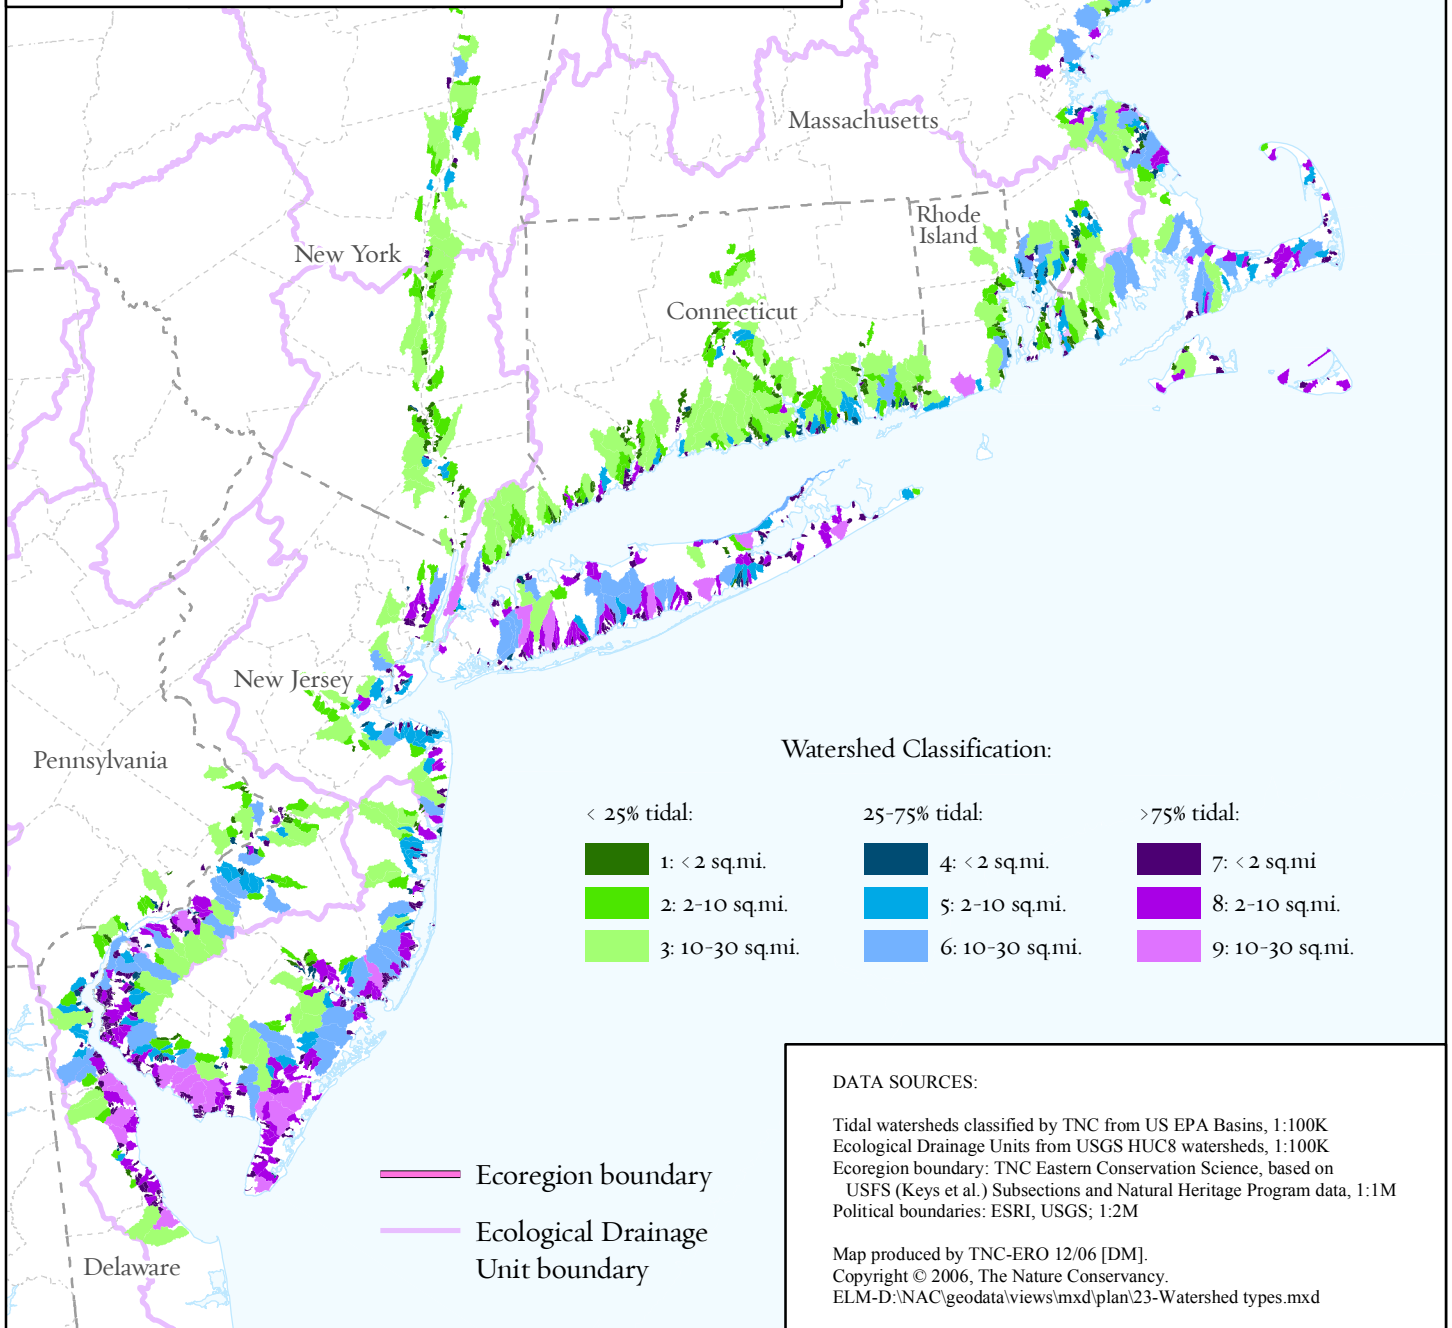 Massachusetts
Rhode
Island
New York
Connecticut
New Jersey
Pennsylvania
Delaware
Watershed Classification:
< 25% tidal:
1: < 2 sq.mi.
2: 2-10 sq.mi.
3: 10-30 sq.mi.
25-75% tidal:
4: < 2 sq.mi.
5: 2-10 sq.mi.
6: 10-30 sq.mi.
>75% tidal:
7: < 2 sq.mi
8: 2-10 sq.mi.
9: 10-30 sq.mi.
Ecoregion boundary
Ecological Drainage
Unit boundary
DATA SOURCES:
Tidal watersheds classified by TNC from US EPA Basins, 1:100K
Ecological Drainage Units from USGS HUC8 watersheds, 1:100K
Ecoregion boundary: TNC Eastern Conservation Science, based on
USFS (Keys et al.) Subsections and Natural Heritage Program data, 1:1M
Political boundaries: ESRI, USGS; 1:2M
Map produced by TNC-ERO 12/06 [DM].
Copyright © 2006, The Nature Conservancy.
ELM-D:\NAC\geodata\views\mxd\plan\23-Watershed types.mxd